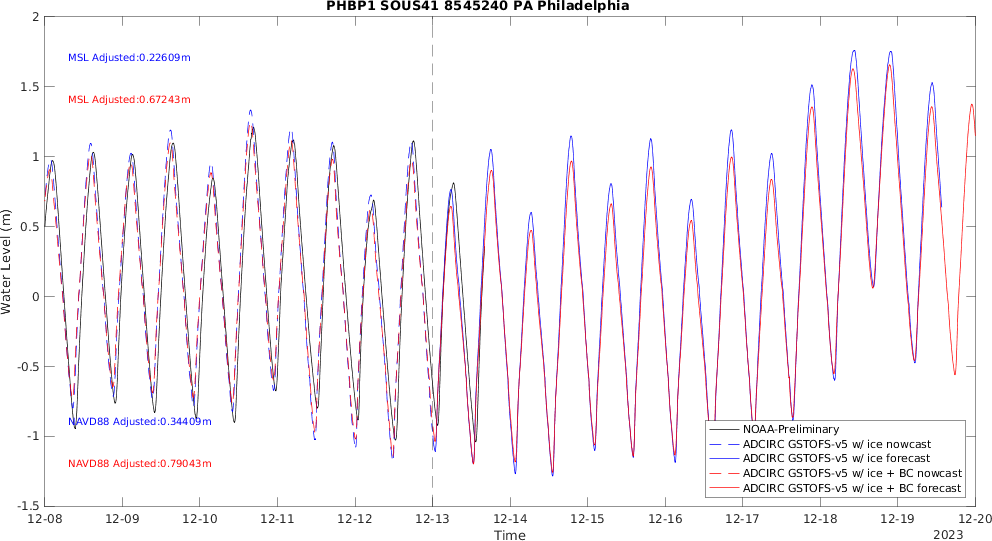 PHBP1 SOUS41 8545240 PA Philadelphia
2
1.5
1
0.5
0
-0.5
-1
-1.5
Water Level (m)
MSL Adjusted:0.22609m
MSL Adjusted:0.67243m
NAVD88 Adjusted:0.34409m
NAVD88 Adjusted:0.79043m
NOAA-Preliminary
ADCIRC GSTOFS-v5 w/ ice nowcast
ADCIRC GSTOFS-v5 w/ ice forecast
ADCIRC GSTOFS-v5 w/ ice + BC nowcast
ADCIRC GSTOFS-v5 w/ ice + BC forecast
12-08 12-09 12-10 12-11 12-12 12-13 12-14 12-15 12-16 12-17 12-18 12-19 12-20
Time
2023